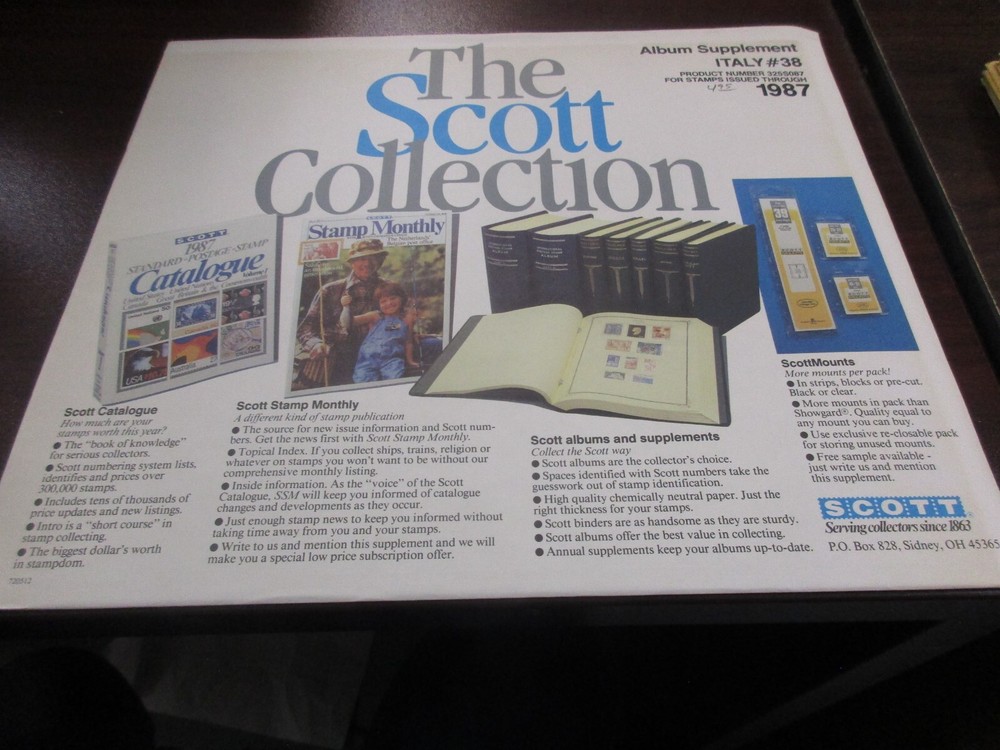 The
Scott
Collection
Album Supplement
ITALY #38
PRODUCT NUMBER 325S087
FOR STAMPS ISSUED THROUGH
1987
4.95
SCOTT
1987
STANDARD • POSTAGE • STAMP
Catalogue
Volume 1
USA
Australia
SCOTT
Stamp Monthly
39
Scott Catalogue
How much are your
stamps worth this year?
● The "book of knowledge"
for serious collectors.
● Scott numbering system lists,
identifies and prices over
300,000 stamps.
● Includes tens of thousands of
price updates and new listings.
● Intro is a "short course" in
stamp collecting.
● The biggest dollar's worth
in stampdom.
720512
Scott Stamp Monthly
A different kind of stamp publication
● The source for new issue information and Scott num-
bers. Get the news first with Scott Stamp Monthly.
● Topical Index. If you collect ships, trains, religion or
whatever on stamps you won't want to be without our
comprehensive monthly listing.
● Inside information. As the "voice" of the Scott
Catalogue, SSM will keep you informed of catalogue
changes and developments as they occur.
● Just enough stamp news to keep you informed without
taking time away from you and your stamps.
● Write to us and mention this supplement and we will
make you a special low price subscription offer.
Scott albums and supplements
Collect the Scott way
● Scott albums are the collector's choice.
● Spaces identified with Scott numbers take the
guesswork out of stamp identification.
● High quality chemically neutral paper. Just the
right thickness for your stamps.
● Scott binders are as handsome as they are sturdy.
● Scott albums offer the best value in collecting.
● Annual supplements keep your albums up-to-date.
ScottMounts
More mounts per pack!
● In strips, blocks or pre-cut.
Black or clear.
● More mounts in pack than
Showgard®. Quality equal to
any mount you can buy.
● Use exclusive re-closable pack
for storing unused mounts.
● Free sample available -
just write us and mention
this supplement.
SCOTT®
Serving collectors since 1863
P.O. Box 828, Sidney, OH 45365